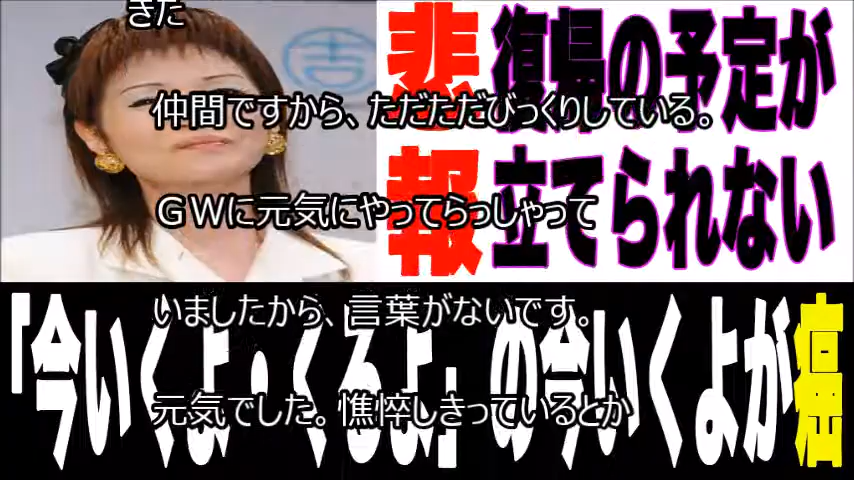 きた
吉
悲報
復帰の予定が
立てられない
仲間ですから、ただただびっくりしている。
GWに元気にやってらっしゃって
いましたから、言葉がないです。
元気でした。憔悴しきっているとか
「今いくよ・くるよ」の今いくよが癌